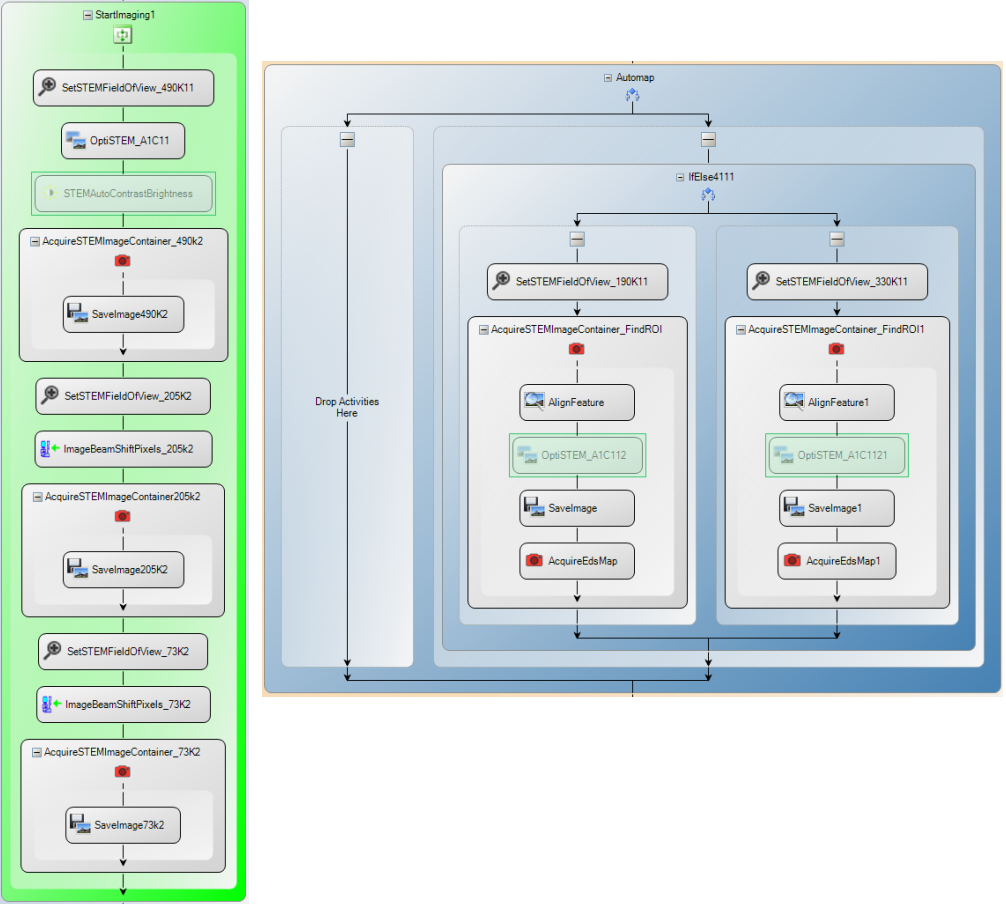 StartImaging1
SetSTEMFieldOfView_490K11
OptiSTEM_A1C11
STEMAutoContrastBrightness
AcquireSTEMImageContainer_490k2
SaveImage490K2
SetSTEMFieldOfView_205K2
ImageBeamShiftPixels_205k2
AcquireSTEMImageContainer205k2
SaveImage205K2
SetSTEMFieldOfView_73K2
ImageBeamShiftPixels_73K2
AcquireSTEMImageContainer_73K2
SaveImage73k2
Automap
Drop Activities
Here
IfElse4111
SetSTEMFieldOfView_190K11
AcquireSTEMImageContainer_FindROI
AlignFeature
OptiSTEM_A1C112
SaveImage
AcquireEdsMap
SetSTEMFieldOfView_330K11
AcquireSTEMImageContainer_FindROI1
AlignFeature1
OptiSTEM_A1C1121
SaveImage1
AcquireEdsMap1